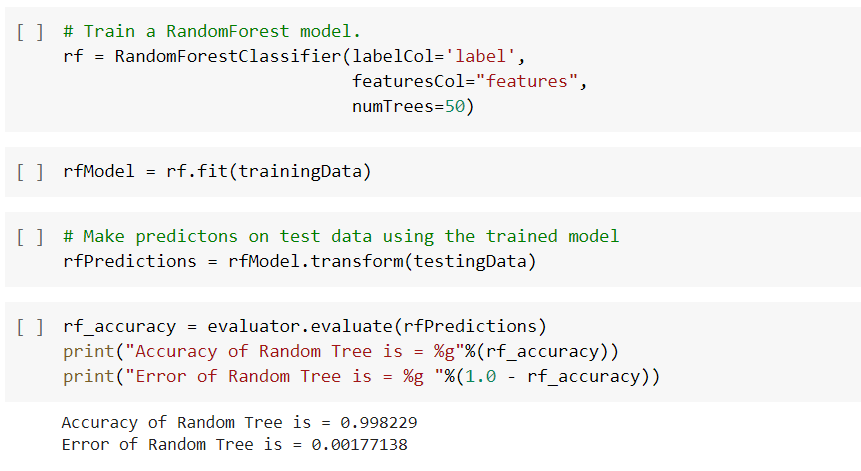 [ ] # Train a RandomForest model.
rf = RandomForestClassifier(labelCol='label',
featuresCol="features",
numTrees=50)
[ ] rfModel = rf.fit(trainingData)
[ ] # Make predictons on test data using the trained model
rfPredictions = rfModel.transform(testingData)
[ ] rf_accuracy = evaluator.evaluate(rfPredictions)
print("Accuracy of Random Tree is = %g"%(rf_accuracy))
print("Error of Random Tree is = %g "%(1.0 - rf_accuracy))
Accuracy of Random Tree is = 0.998229
Error of Random Tree is = 0.00177138